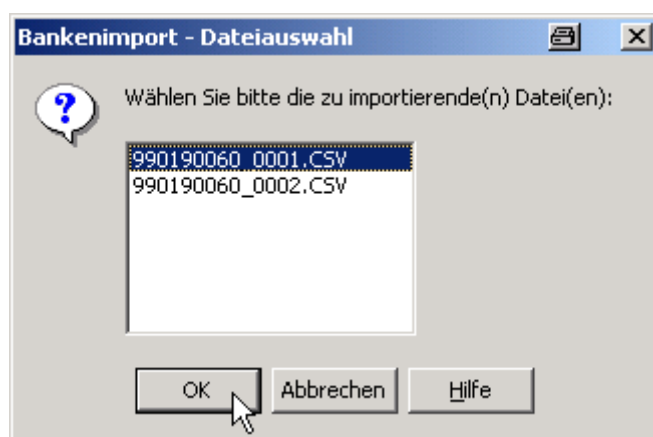 Bankenimport - Dateiauswahl
Wählen Sie bitte die zu importierende(n) Datei(en):
990190060_0001.CSV
990190060_0002.CSV
OK Abbrechen Hilfe